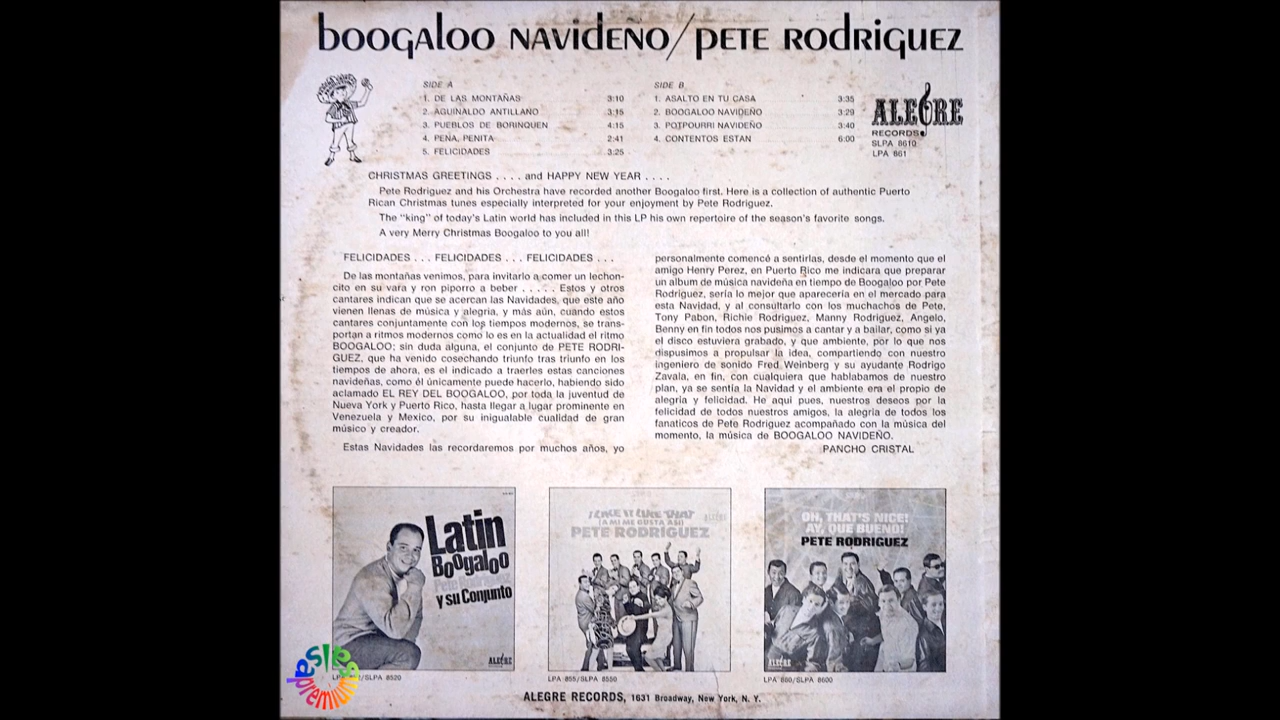 BOOGALOO NAVIDEÑO/PETE RODRIGUEZ
SIDE A
1. DE LAS MONTAÑAS 3:10
2. AGUINALDO ANTILLANO 3:15
3. PUEBLOS DE BORINQUEN 4:15
4. PENA, PENITA 2:41
5. FELICIDADES 3:25
SIDE B
1. ASALTO EN TU CASA 3:35
2. BOOGALOO NAVIDEÑO 3:29
3. POTPOURRI NAVIDEÑO 3:40
4. CONTENTOS ESTAN 6:00
ALEGRE
RECORDS
SLPA 8610
LPA 861
CHRISTMAS GREETINGS . . . . and HAPPY NEW YEAR . . . .
Pete Rodriguez and his Orchestra have recorded another Boogaloo first. Here is a collection of authentic Puerto
Rican Christmas tunes especially interpreted for your enjoyment by Pete Rodriguez.
The "king" of today's Latin world has included in this LP his own repertoire of the season's favorite songs.
A very Merry Christmas Boogaloo to you all!
FELICIDADES . . . FELICIDADES . . . FELICIDADES . . .
De las montañas venimos, para invitarlo a comer un lechon-
cito en su vara y ron piporro a beber . . . . . Estos y otros
cantares indican que se acercan las Navidades, que este año
vienen llenas de música y alegria, y más aún, cuando estos
cantares conjuntamente con los tiempos modernos, se trans-
portan a ritmos modernos como lo es en la actualidad el ritmo
BOOGALOO; sin duda alguna, el conjunto de PETE RODRI-
GUEZ, que ha venido cosechando triunfo tras triunfo en los
tiempos de ahora, es el indicado a traerles estas canciones
navideñas, como él únicamente puede hacerlo, habiendo sido
aclamado EL REY DEL BOOGALOO, por toda la juventud de
Nueva York y Puerto Rico, hasta llegar a lugar prominente en
Venezuela y Mexico, por su inigualable cualidad de gran
músico y creador.
Estas Navidades las recordaremos por muchos años, yo
personalmente comencé a sentirlas, desde el momento que el
amigo Henry Perez, en Puerto Rico me indicara que preparar
un album de música navideña en tiempo de Boogaloo por Pete
Rodriguez, sería lo mejor que apareceria en el mercado para
esta Navidad, y al consultarlo con los muchachos de Pete,
Tony Pabon, Richie Rodriguez, Manny Rodriguez, Angelo,
Benny en fin todos nos pusimos a cantar y a bailar, como si ya
el disco estuviera grabado, y que ambiente, por lo que nos
dispusimos a propulsar la idea, compartiendo con nuestro
ingeniero de sonido Fred Weinberg y su ayudante Rodrigo
Zavala, en fin, con cualquiera que hablabamos de nuestro
plan, ya se sentía la Navidad y el ambiente era el propio de
alegria y felicidad. He aqui pues, nuestros deseos por la
felicidad de todos nuestros amigos, la alegria de todos los
fanaticos de Pete Rodriguez acompañado con la música del
momento, la música de BOOGALOO NAVIDEÑO.
PANCHO CRISTAL
Latin
Boogaloo
Pete Rodriguez
y su Conjunto
ALEGRE
I LIKE IT LIKE THAT
(A MI ME GUSTA ASI)
PETE RODRIGUEZ
ALEGRE
OH, THAT'S NICE!
AY, QUE BUENO!
PETE RODRIGUEZ
ALEGRE
/SLPA 8520
LPA 855/SLPA 8550
LPA 860/SLPA 8600
ALEGRE RECORDS, 1631 Broadway, New York, N. Y.